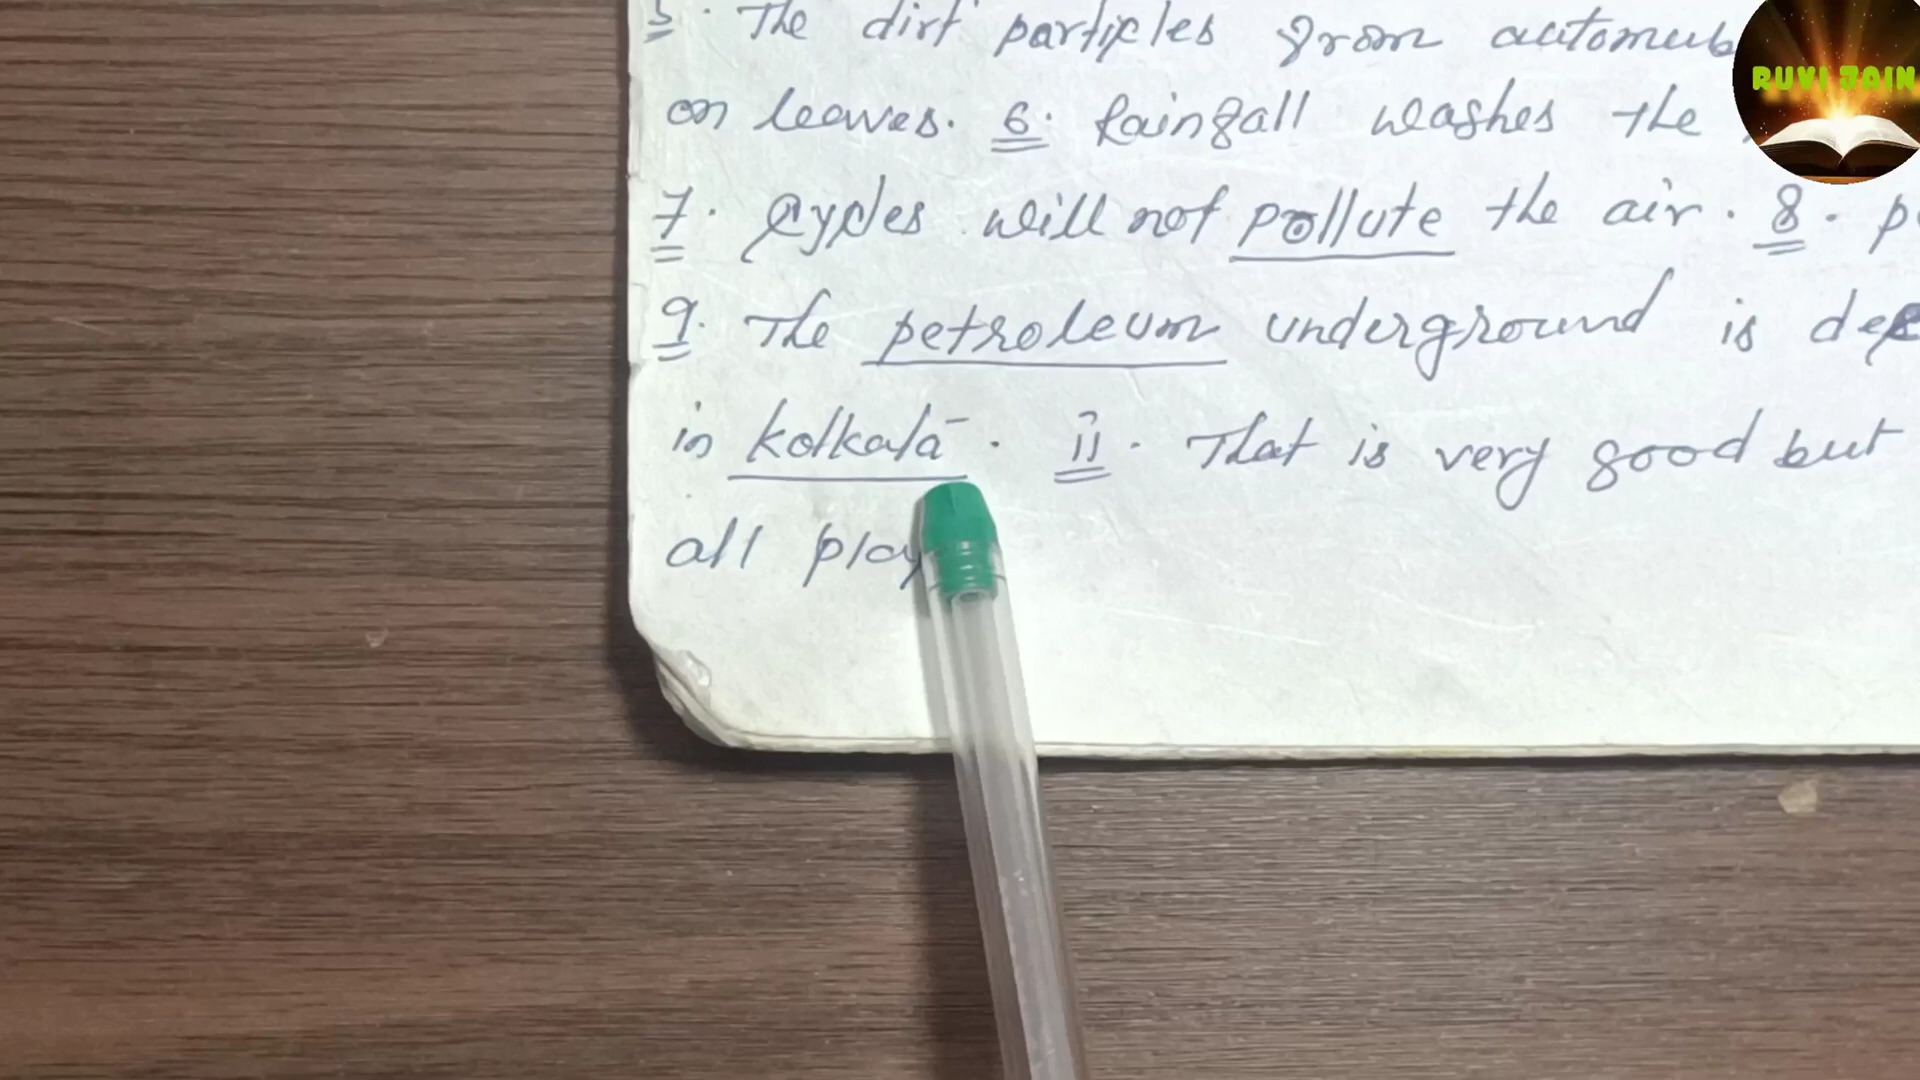 5. The dirt particles from
on leaves. 6. Rainfall washes the
7. Cycles will not pollute the air. 8.
9. The petroleum underground is
in Kolkata. 11. That is very good but
all
RUVI JAIN